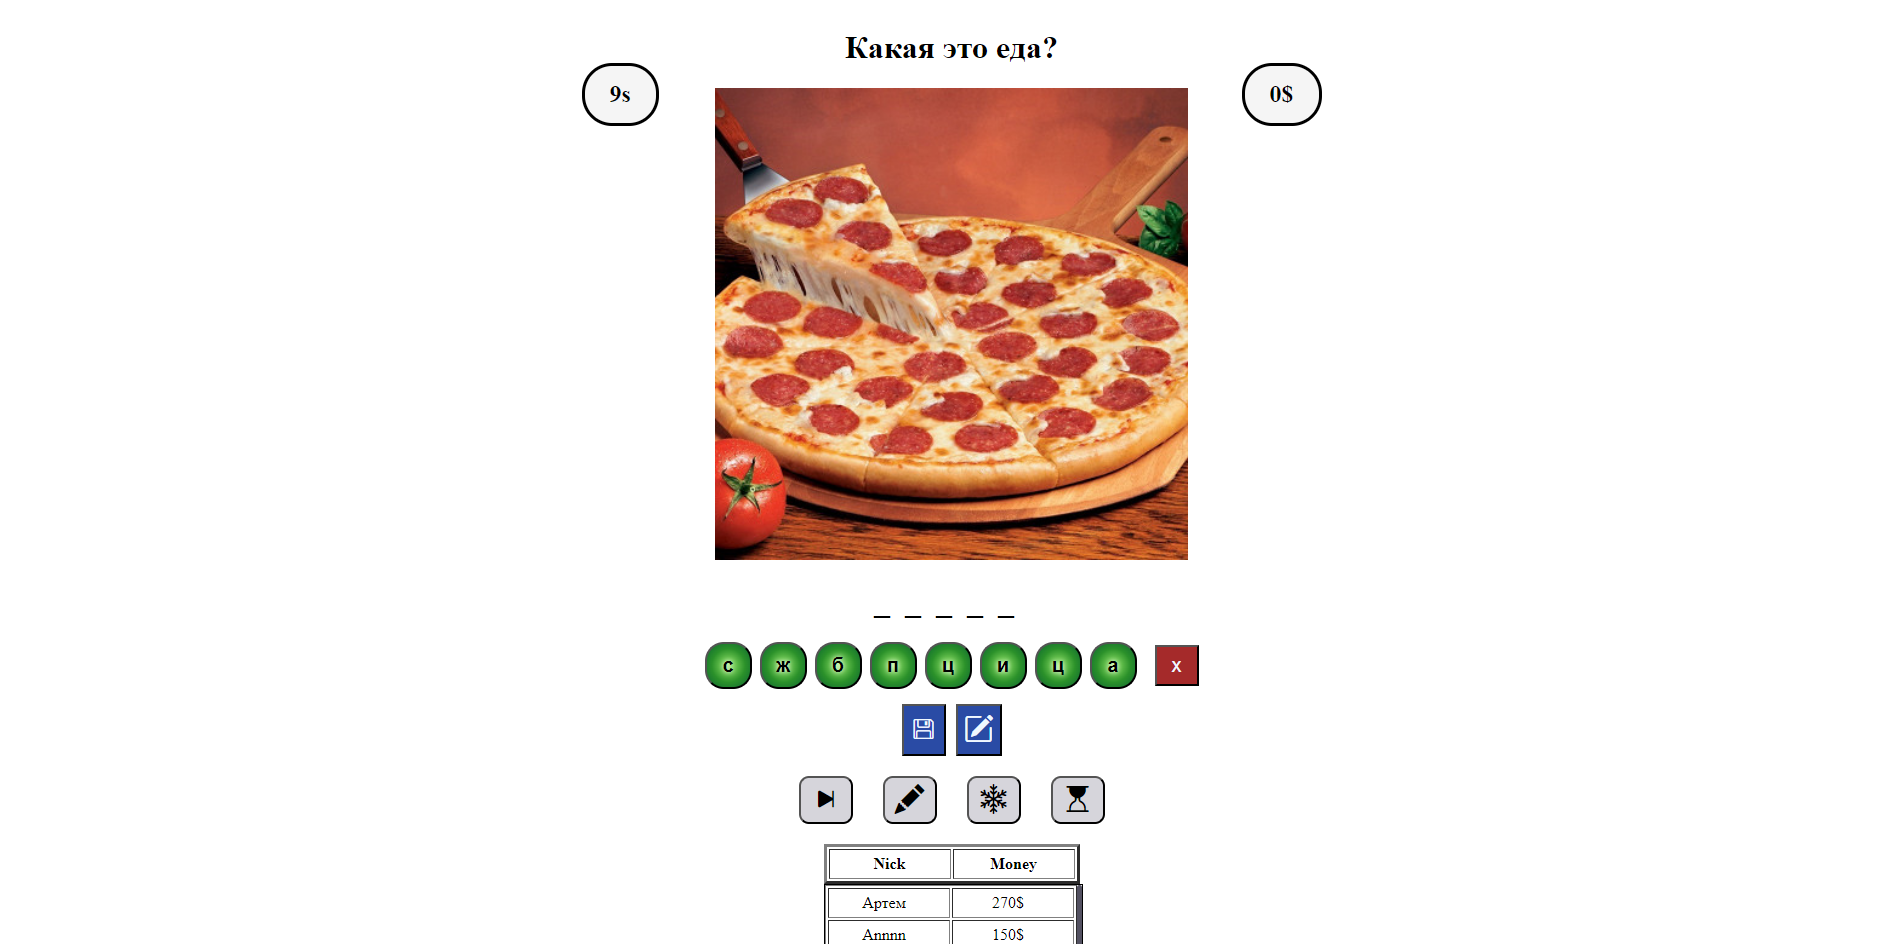 Какая это еда?
9s
0$
_ _ _ _ _
с ж б п ц и ц а x
Nick Money
Артем 270$
Annnn 150$